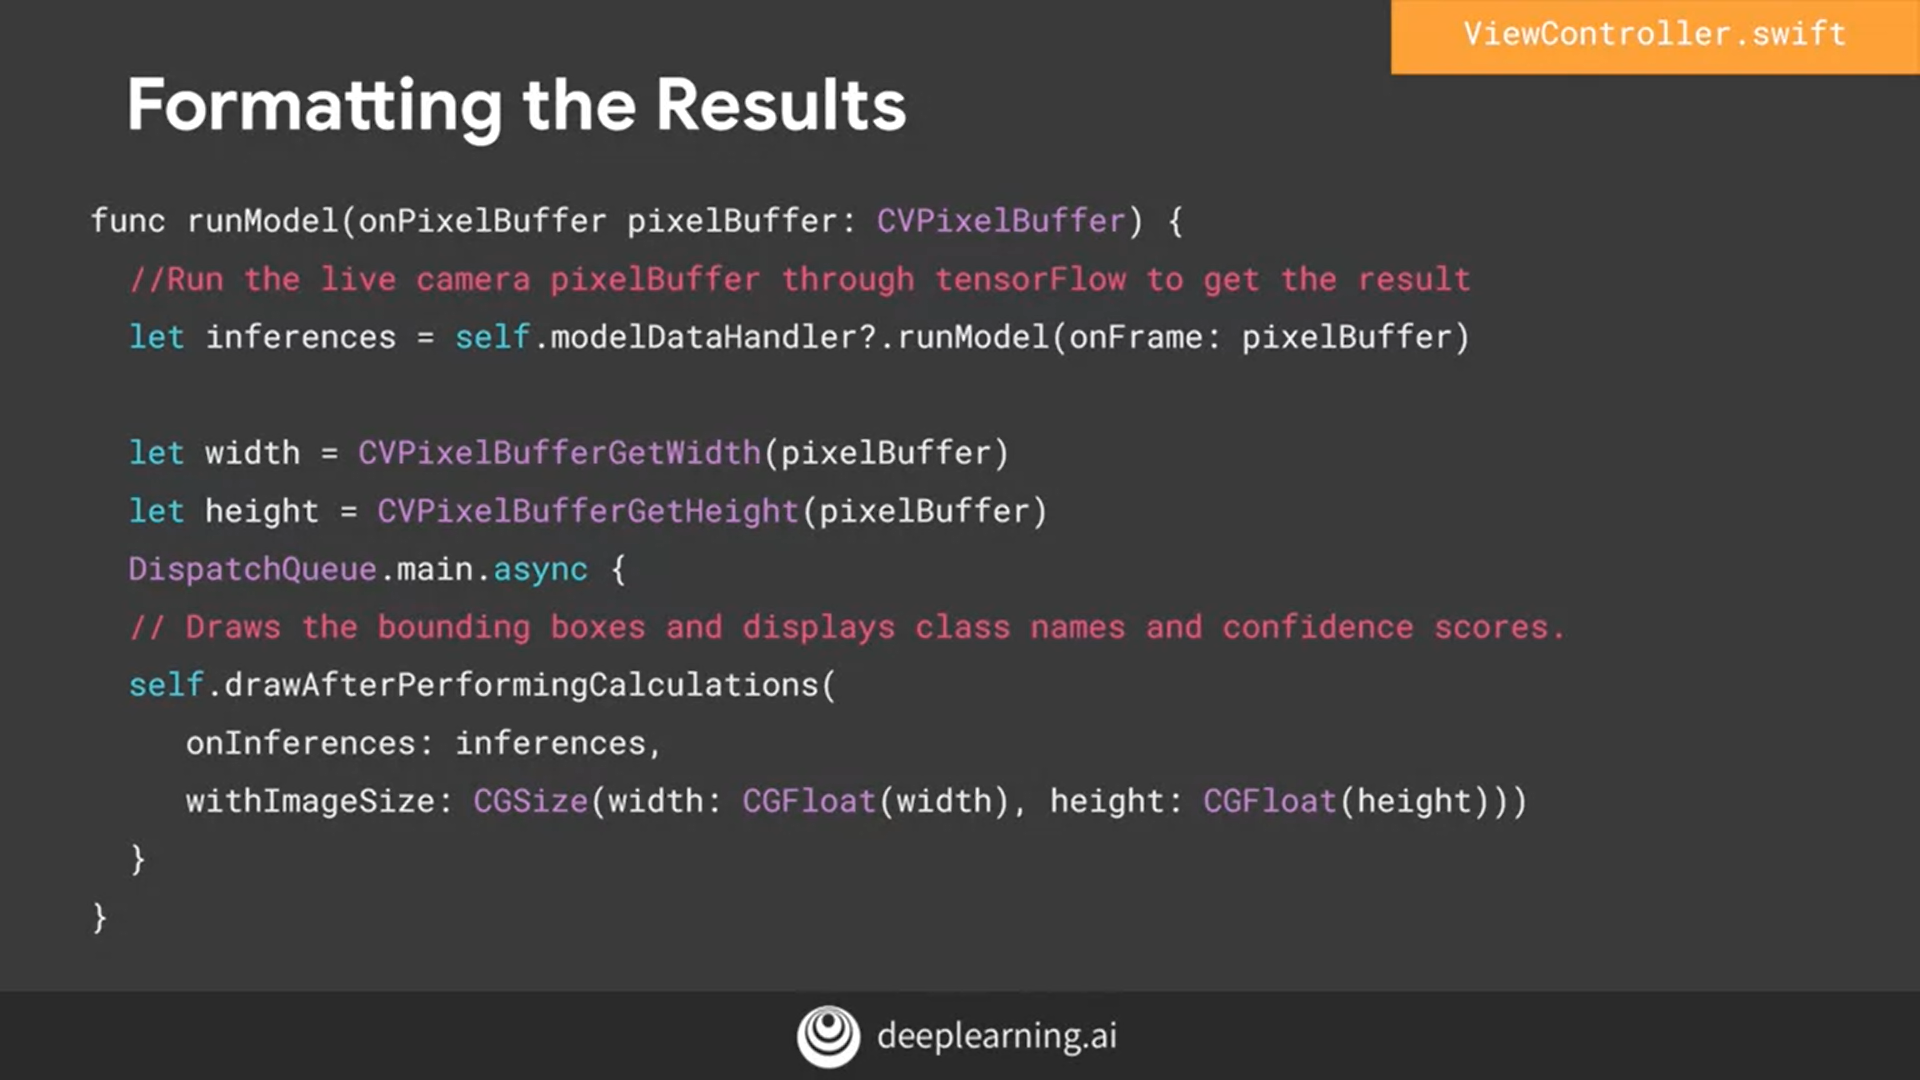 ViewController.swift
Formatting the Results
func runModel(onPixelBuffer pixelBuffer: CVPixelBuffer) {
//Run the live camera pixelBuffer through tensorFlow to get the result
let inferences = self.modelDataHandler?.runModel(onFrame: pixelBuffer)
let width = CVPixelBufferGetWidth(pixelBuffer)
let height = CVPixelBufferGetHeight(pixelBuffer)
DispatchQueue.main.async {
// Draws the bounding boxes and displays class names and confidence scores.
self.drawAfterPerformingCalculations(
onInferences: inferences,
withImageSize: CGSize(width: CGFloat(width), height: CGFloat(height)))
}
}
deeplearning.ai